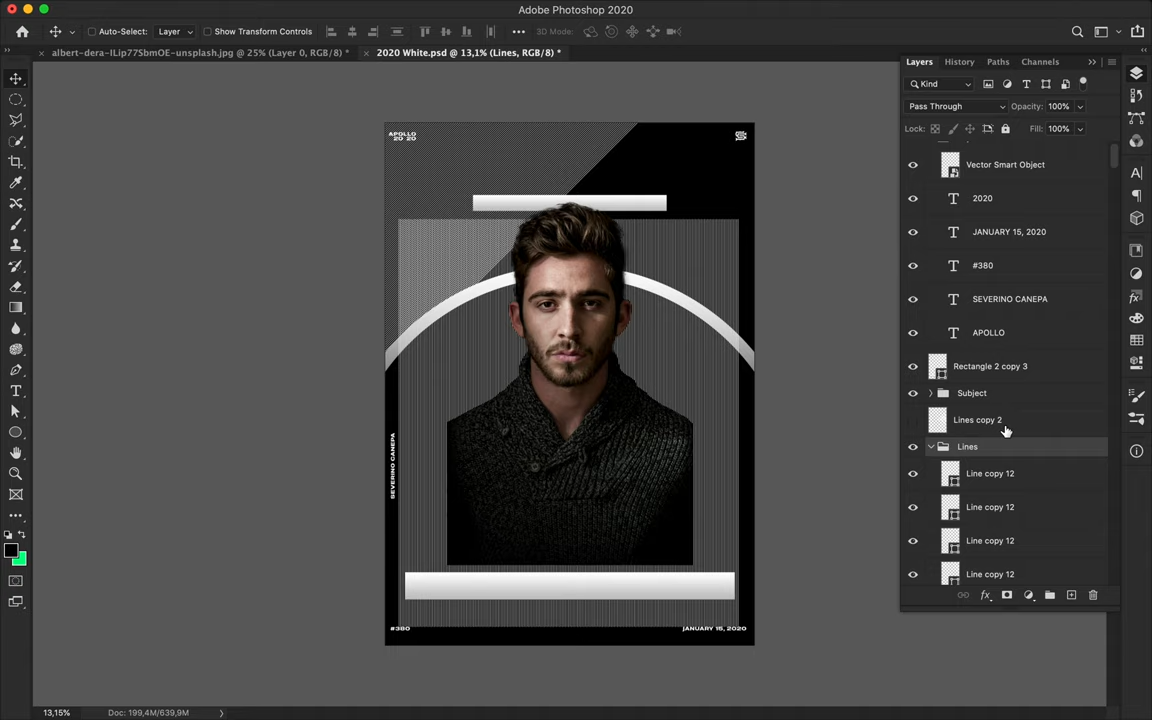 Adobe Photoshop 2020
Auto-Select: Layer Show Transform Controls 3D Mode:
albert-dera-ILip77SbmOE-unsplash.jpg @ 25% (Layer 0, RGB/8) *
2020 White.psd @ 13,1% (Lines, RGB/8) *
Layers History Paths Channels
Kind
Pass Through Opacity: 100%
Lock: Fill: 100%
Vector Smart Object
2020
JANUARY 15, 2020
#380
SEVERINO CANEPA
APOLLO
Rectangle 2 copy 3
Subject
Lines copy 2
Lines
Line copy 12
Line copy 12
Line copy 12
Line copy 12
APOLLO
20 20
SEVERINO CANEPA
#380
JANUARY 15, 2020
13,15% Doc: 199,4M/639,9M